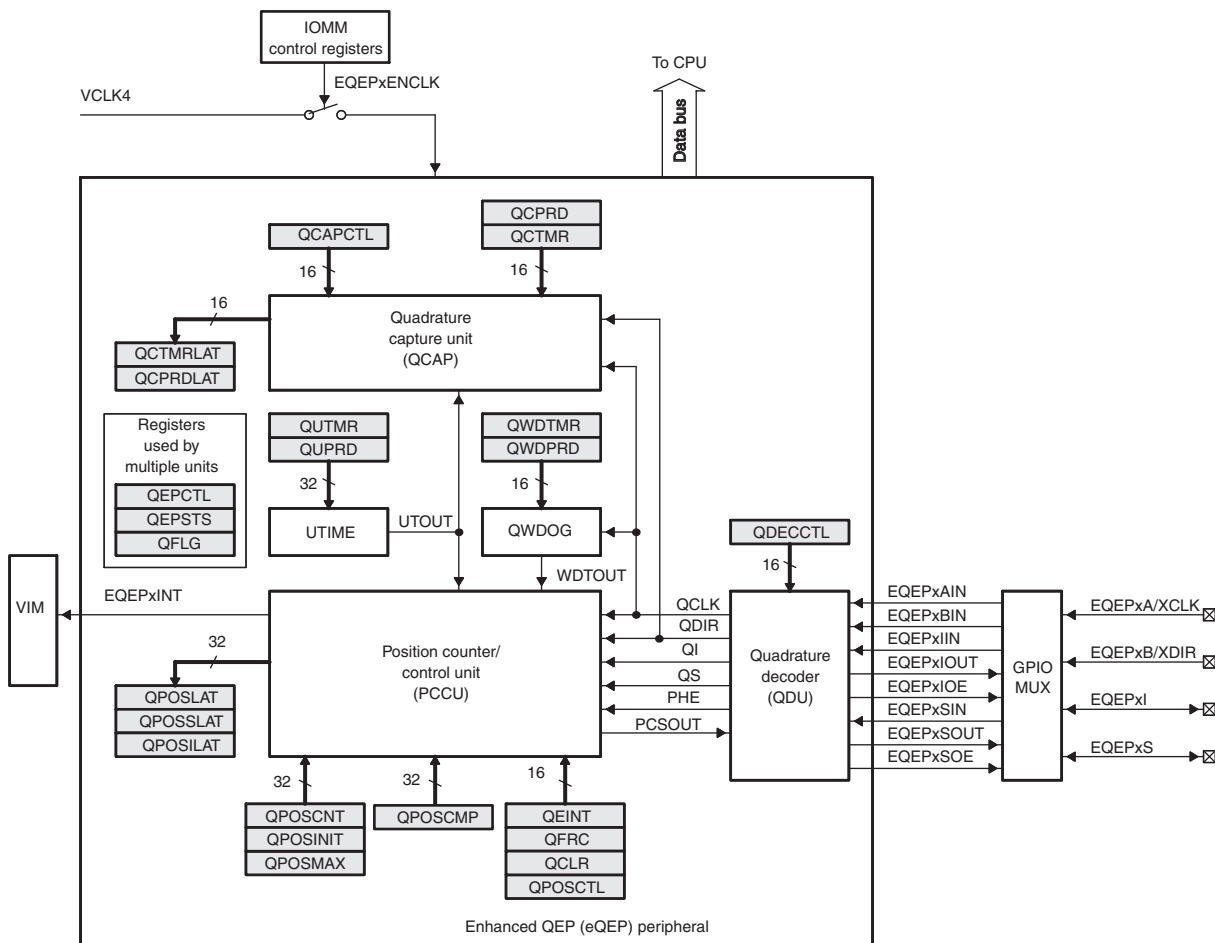 IOMM
control registers
To CPU
EQEPxENCLK
VCLK4
Data bus
QCPRD
QCAPCTL
QCTMR
16
16
16
Quadrature
capture unit
(QCAP)
QCTMRLAT
QCPRDLAT
Registers
used by
multiple units
QUTMR
QUPRD
QWDTMR
QWDPRD
32
16
QEPCTL
QEPSTS
QFLG
UTIME
UTOUT
QWDOG
QDECCTL
WDTOUT
16
VIM
EQEPxINT
32
QPOSLAT
QPOSSLAT
QPOSILAT
Position counter/
control unit
(PCCU)
QCLK
QDIR
QI
QS
PHE
PCSOUT
Quadrature
decoder
(QDU)
EQEPxAIN
EQEPxBIN
EQEPxIIN
EQEPxIOUT
EQEPxIOE
EQEPxSIN
EQEPxSOUT
EQEPxSOE
GPIO
MUX
EQEPxA/XCLK
EQEPxB/XDIR
EQEPxI
EQEPxS
32
32
16
QPOSCNT
QPOSINIT
QPOSMAX
QPOSCMP
QEINT
QFRC
QCLR
QPOSCTL
Enhanced QEP (eQEP) peripheral